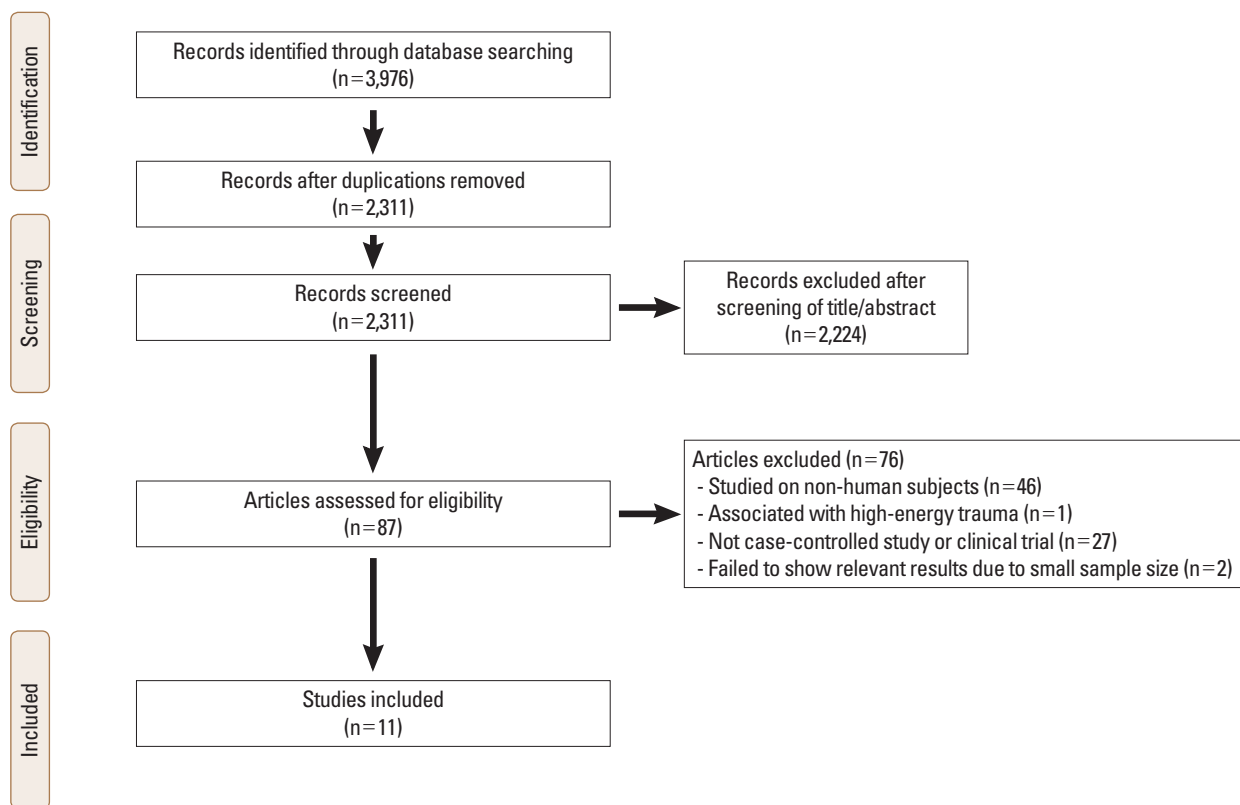 Identification
Records identified through database searching
(n=3,976)
Records after duplications removed
(n=2,311)
Screening
Records screened
(n=2,311)
Records excluded after
screening of title/abstract
(n=2,224)
Eligibility
Articles assessed for eligibility
(n=87)
Articles excluded (n=76)
- Studied on non-human subjects (n=46)
- Associated with high-energy trauma (n=1)
- Not case-controlled study or clinical trial (n=27)
- Failed to show relevant results due to small sample size (n=2)
Included
Studies included
(n=11)